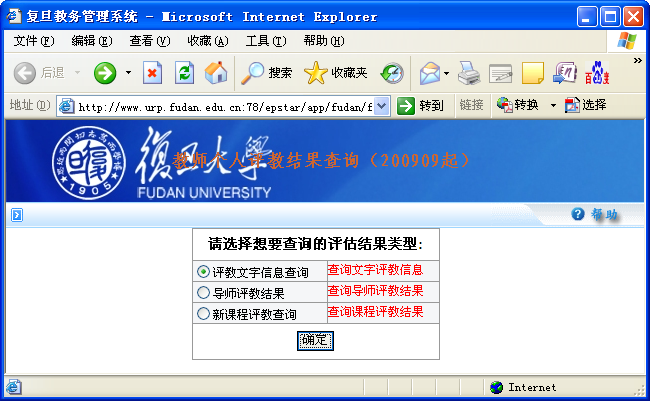 复旦教务管理系统 - Microsoft Internet Explorer
文件(F) 编辑(E) 查看(V) 收藏(A) 工具(T) 帮助(H)
后退 搜索 收藏夹 Bai 百度 »
地址(D) http://www.urp.fudan.edu.cn:78/epstar/app/fudan/f 转到 链接 转换 选择
復旦大學
教师个人评教结果查询（200909起）
1905 FUDAN UNIVERSITY
帮助
请选择想要查询的评估结果类型:
评教文字信息查询 查询文字评教信息
导师评教结果 查询导师评教结果
新课程评教查询 查询课程评教结果
确定
Internet